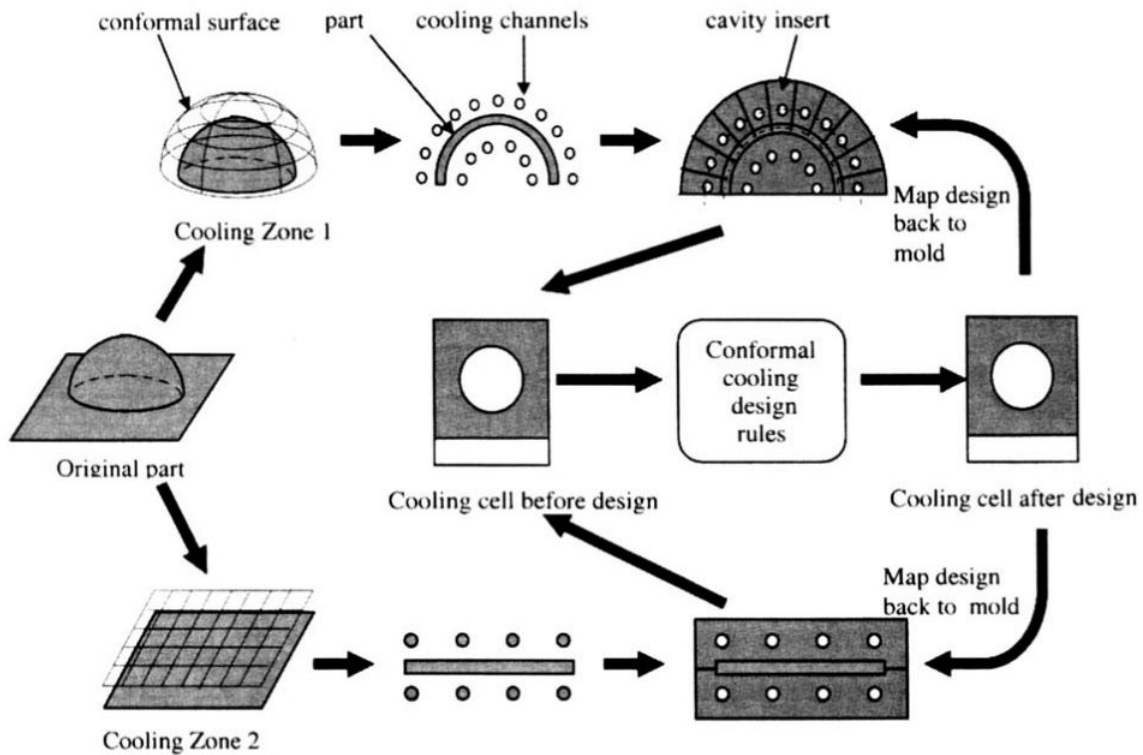 conformal surface
part
cooling channels
cavity insert
Cooling Zone 1
Map design
back to
mold
Original part
Conformal
cooling
design
rules
Cooling cell before design
Cooling cell after design
Map design
back to mold
Cooling Zone 2